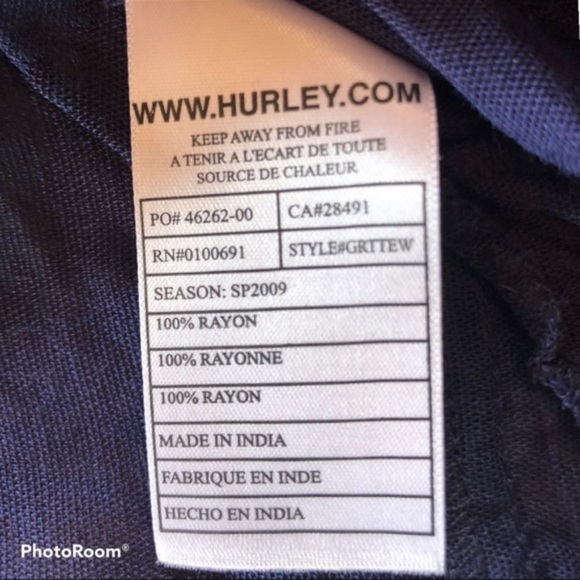 WWW.HURLEY.COM
KEEP AWAY FROM FIRE
A TENIR A L'ECART DE TOUTE
SOURCE DE CHALEUR
PO# 46262-00 CA#28491
RN#0100691 STYLE#GRTTEW
SEASON: SP2009
100% RAYON
100% RAYONNE
100% RAYON
MADE IN INDIA
FABRIQUE EN INDE
HECHO EN INDIA
PhotoRoom®